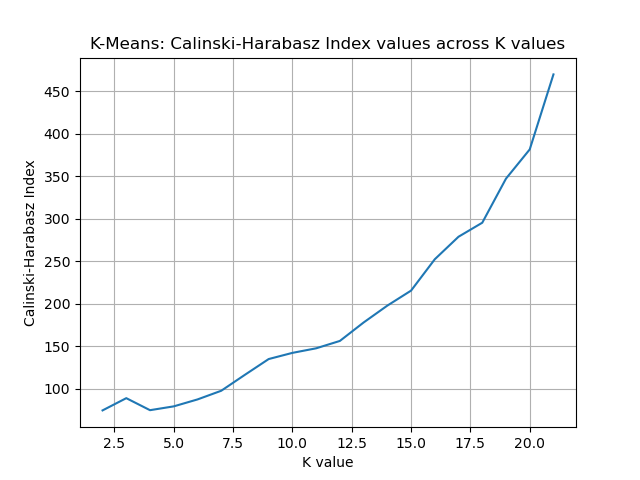 K-Means: Calinski-Harabasz Index values across K values
450
400
350
300
250
200
150
100
Calinski-Harabasz Index
2.5 5.0 7.5 10.0 12.5 15.0 17.5 20.0
K value